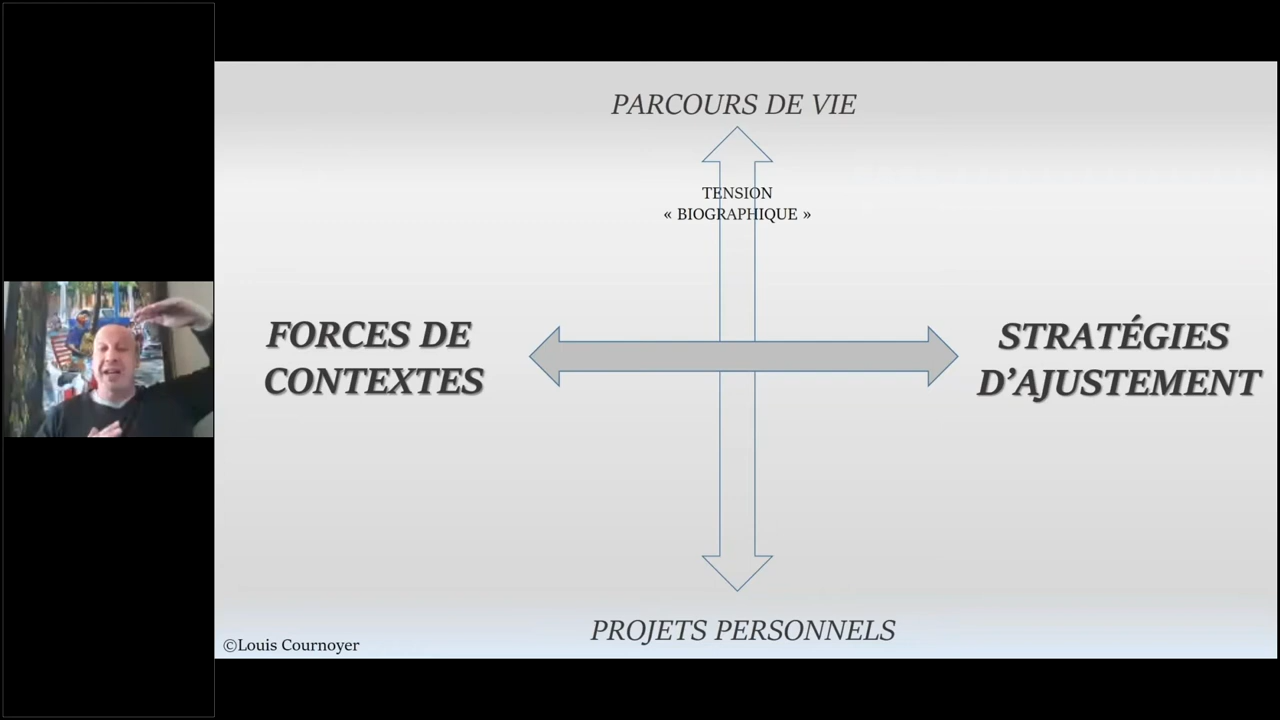 PARCOURS DE VIE
TENSION
« BIOGRAPHIQUE »
FORCES DE
CONTEXTES
STRATÉGIES
D’AJUSTEMENT
PROJETS PERSONNELS
©Louis Cournoyer